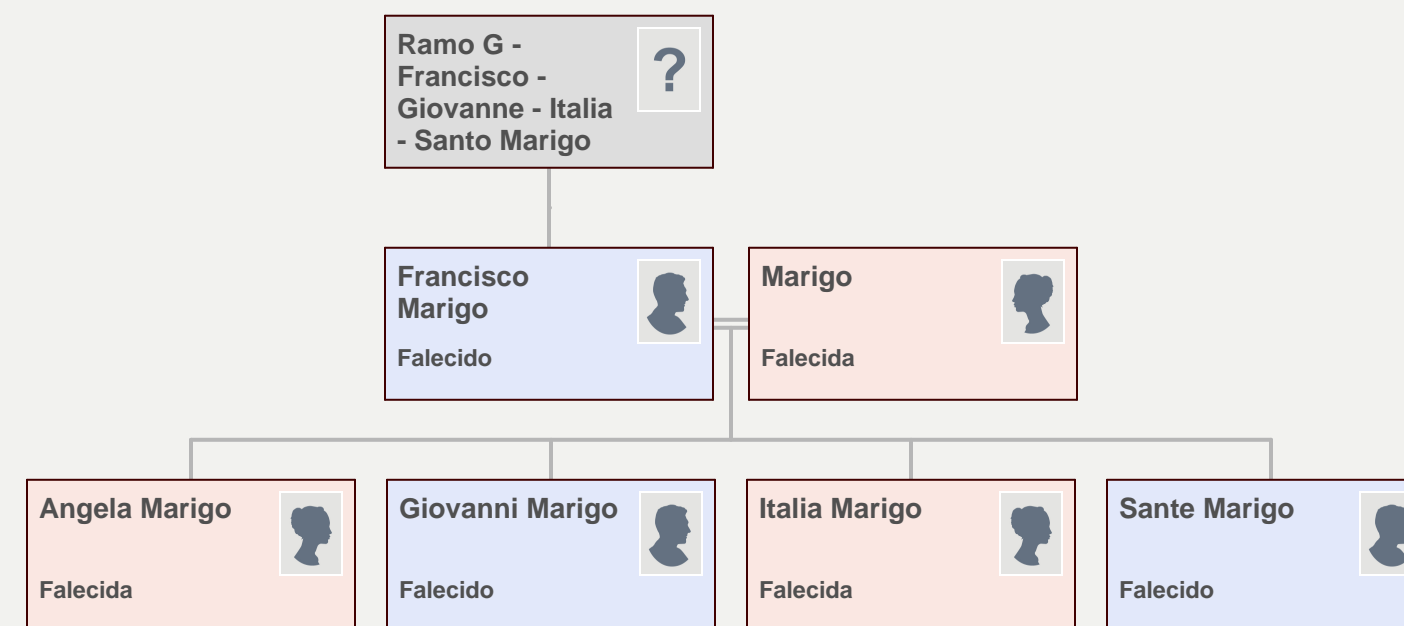 Ramo G -
Francisco -
Giovanne - Italia
- Santo Marigo
?
Francisco
Marigo
Falecido
Marigo
Falecida
Angela Marigo
Falecida
Giovanni Marigo
Falecido
Italia Marigo
Falecida
Sante Marigo
Falecido